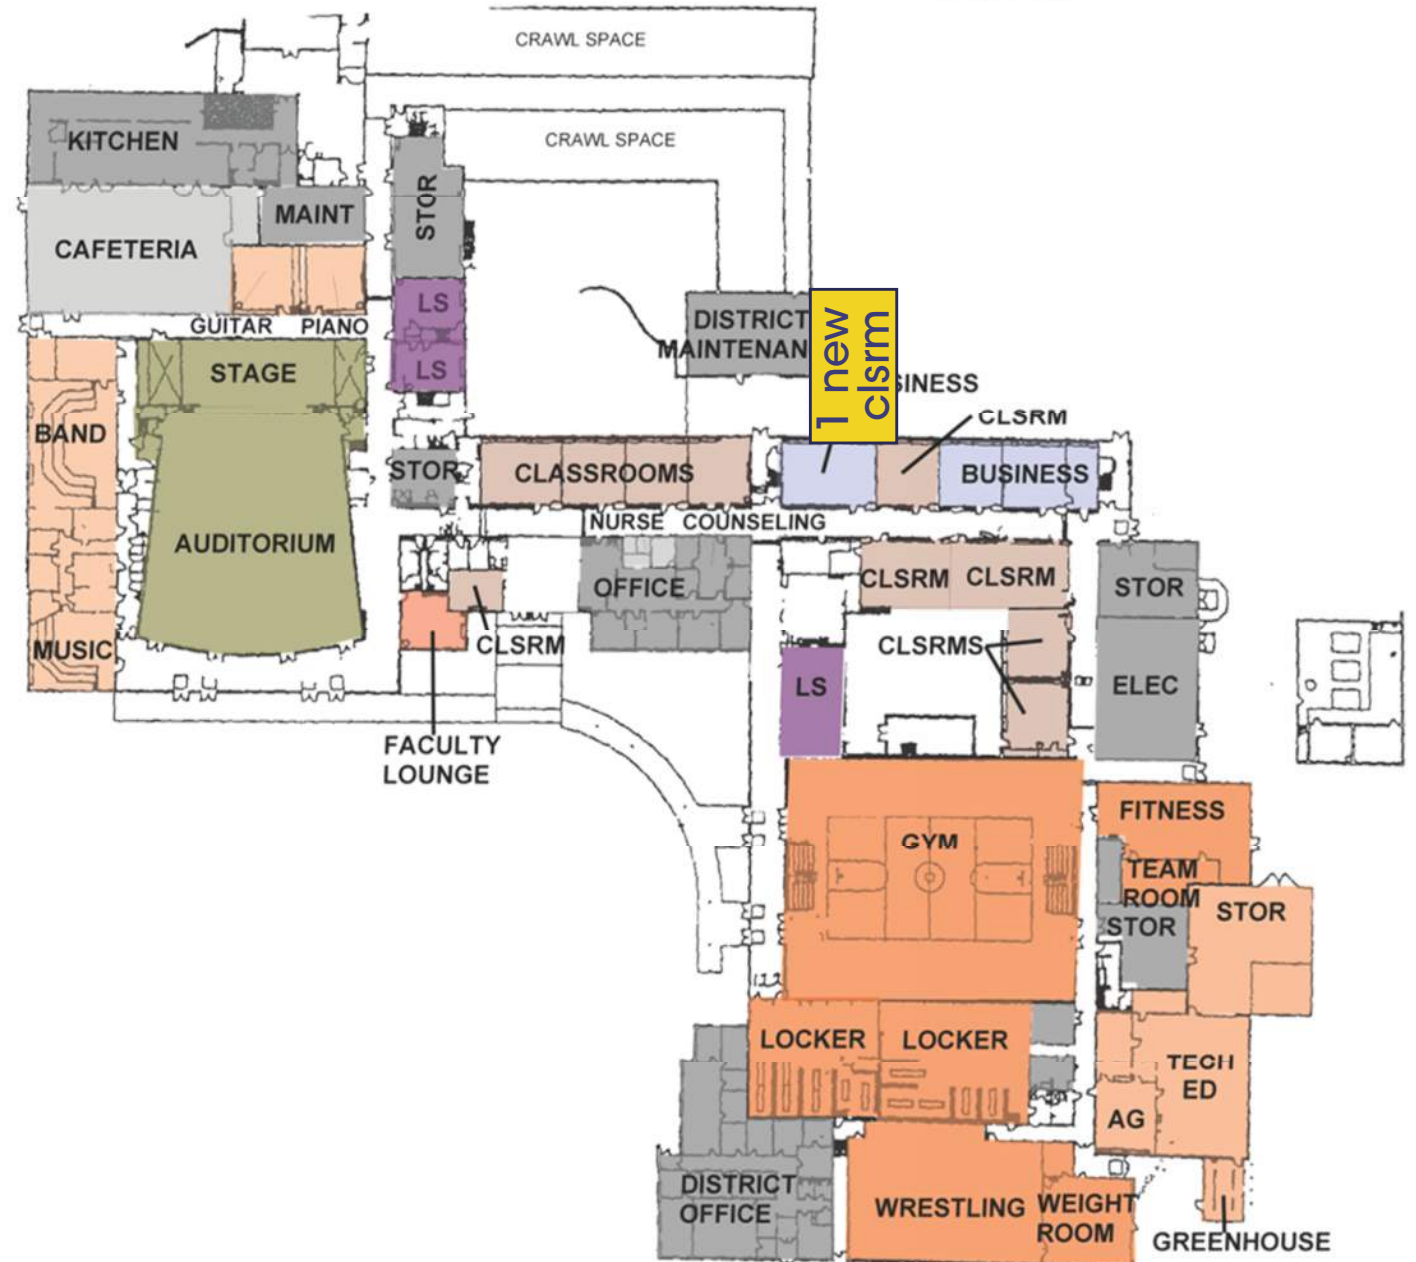 CRAWL SPACE
CRAWL SPACE
KITCHEN
STOR
MAINT
CAFETERIA
LS
GUITAR PIANO
DISTRICT
MAINTENAN
1 new
clsrm
SINESS
CLSRM
STAGE
LS
BAND
STOR
CLASSROOMS
BUSINESS
NURSE COUNSELING
AUDITORIUM
OFFICE
CLSRM
CLSRM
STOR
MUSIC
CLSRM
CLSRMS
LS
ELEC
FACULTY
LOUNGE
FITNESS
GYM
TEAM
ROOM
STOR
STOR
LOCKER
LOCKER
TECH
ED
AG
DISTRICT
OFFICE
WRESTLING
WEIGHT
ROOM
GREENHOUSE